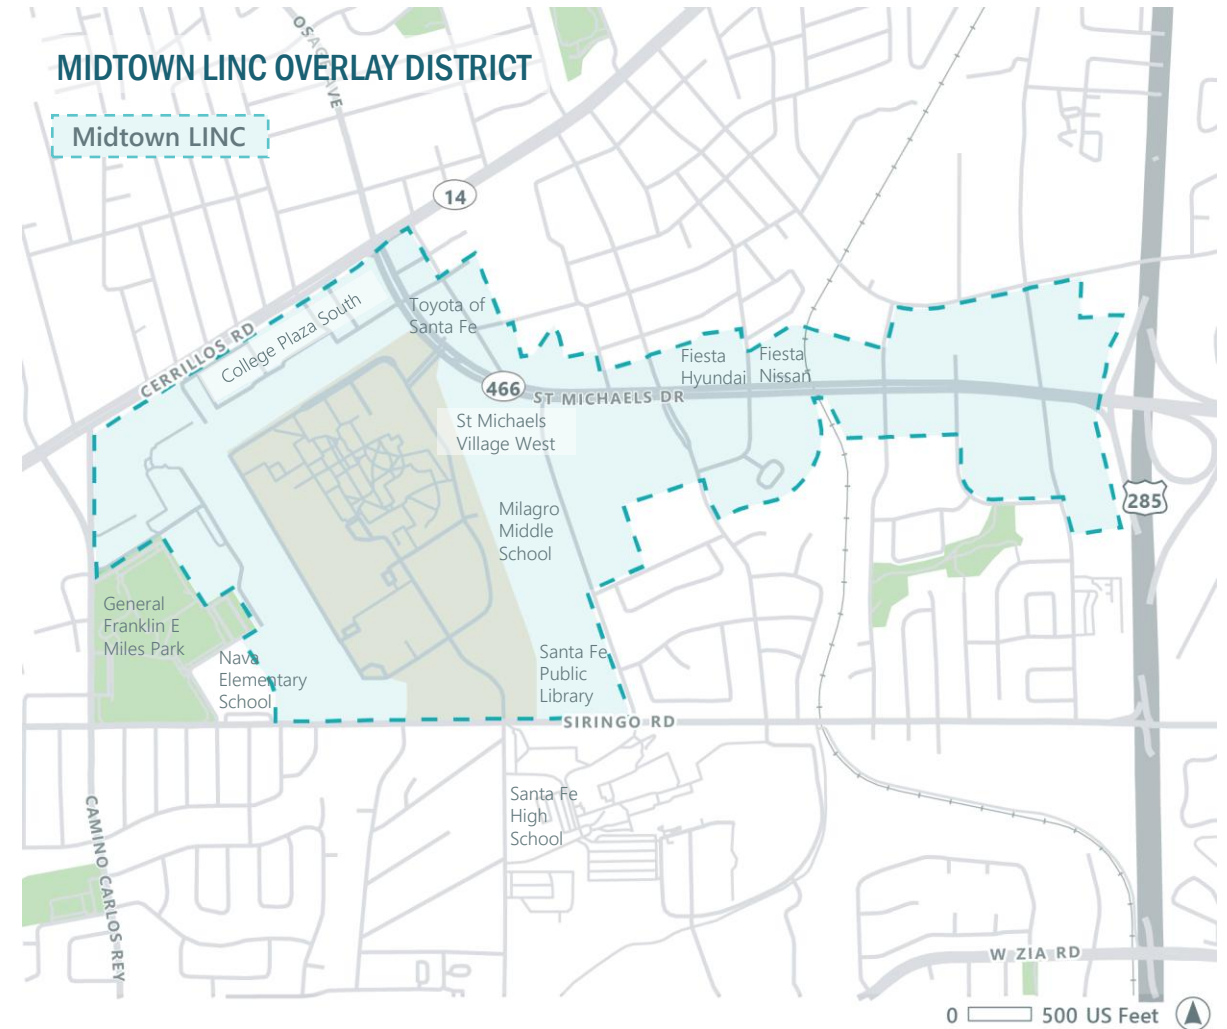 OSAGE AVE
MIDTOWN LINC OVERLAY DISTRICT
Midtown LINC
14
CERRILLOS RD
College Plaza South
Toyota of
Santa Fe
466
ST MICHAELS DR
Fiesta
Hyundai
Fiesta
Nissan
St Michaels
Village West
285
Milagro
Middle
School
General
Franklin E
Miles Park
Nava
Elementary
School
Santa Fe
Public
Library
SIRINGO RD
Santa Fe
High
School
CAMINO CARLOS REY
W ZIA RD
0 500 US Feet